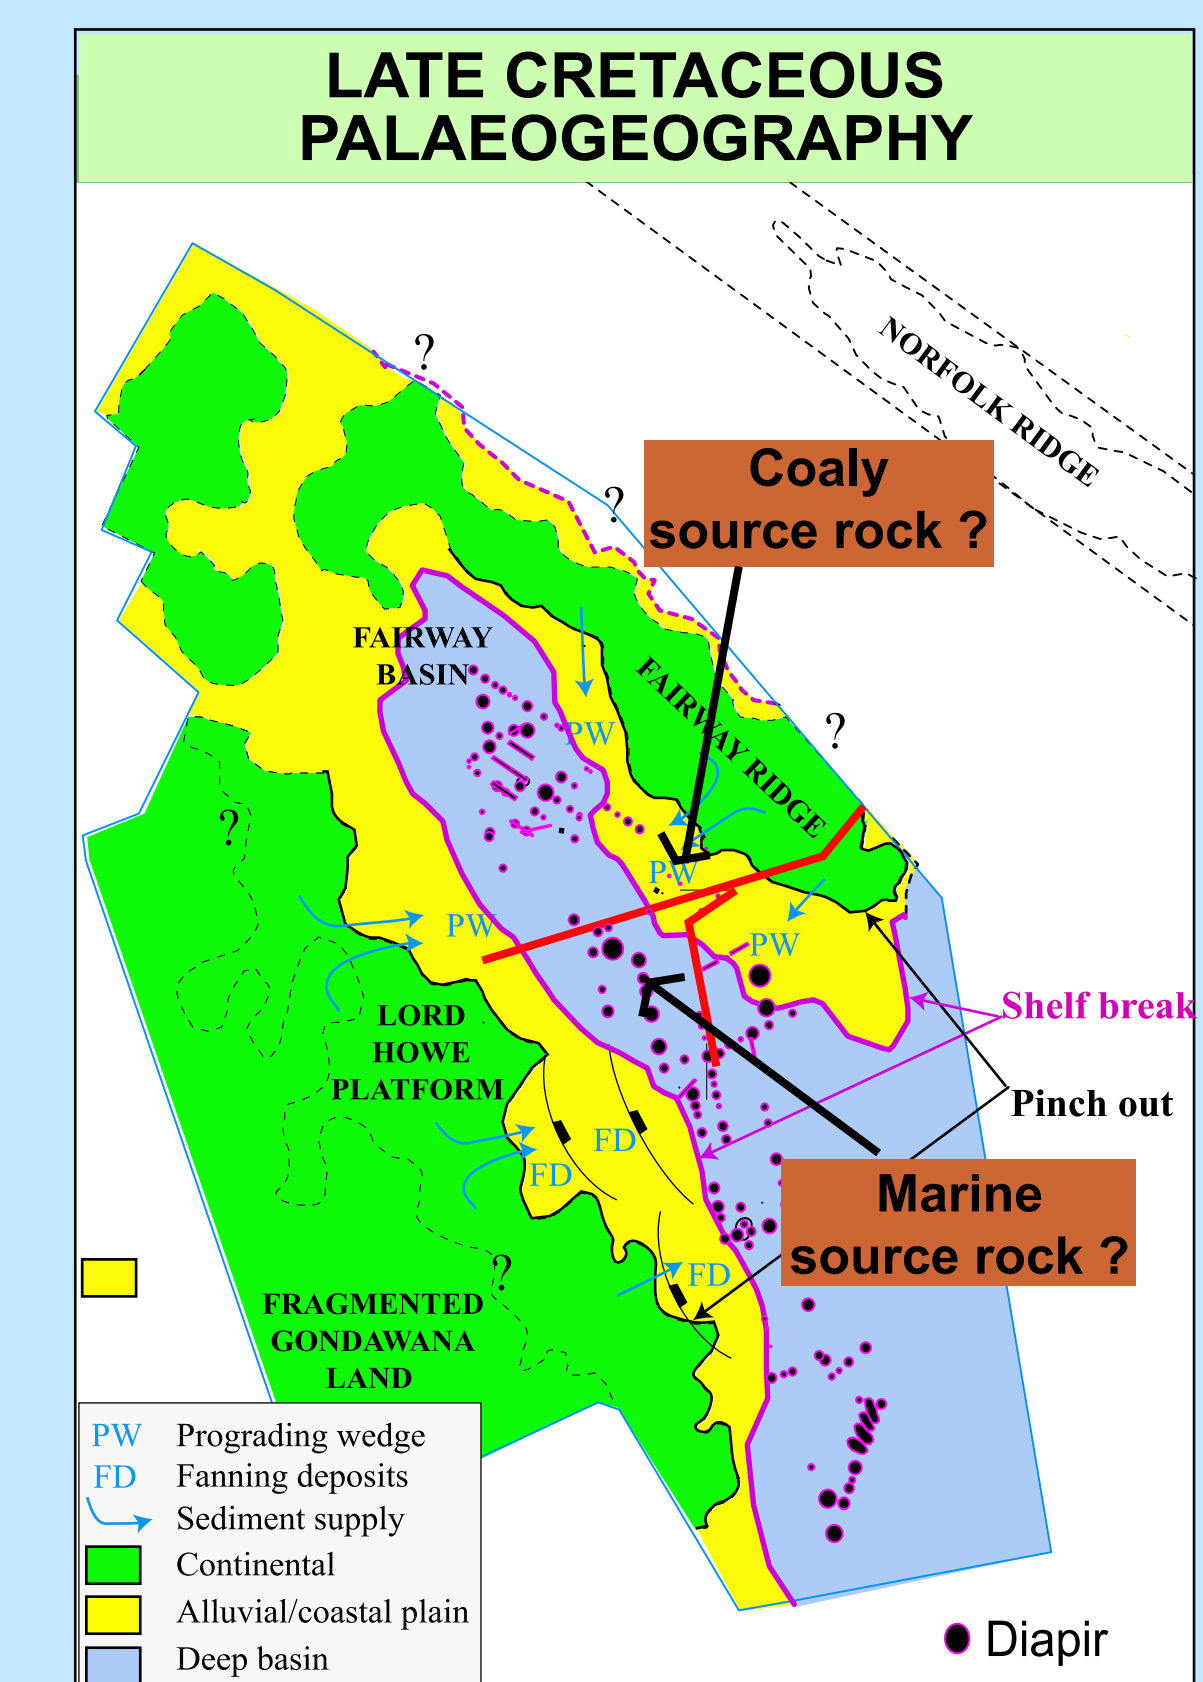 LATE CRETACEOUS
PALAEOGEOGRAPHY
NORFOLK RIDGE
?
?
Coaly
source rock ?
FAIRWAY
BASIN
FAIRWAY RIDGE
PW
?
?
PW
PW
PW
Shelf break
LORD
HOWE
PLATFORM
Pinch out
FD
FD
Marine
source rock ?
?
FD
FRAGMENTED
GONDAWANA
LAND
PW Prograding wedge
FD Fanning deposits
Sediment supply
Continental
Alluvial/coastal plain
Deep basin
Diapir